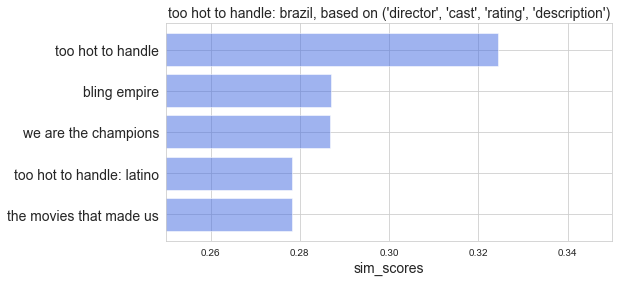 too hot to handle: brazil, based on ('director', 'cast', 'rating', 'description')
too hot to handle
bling empire
we are the champions
too hot to handle: latino
the movies that made us
0.26 0.28 0.30 0.32 0.34
sim_scores